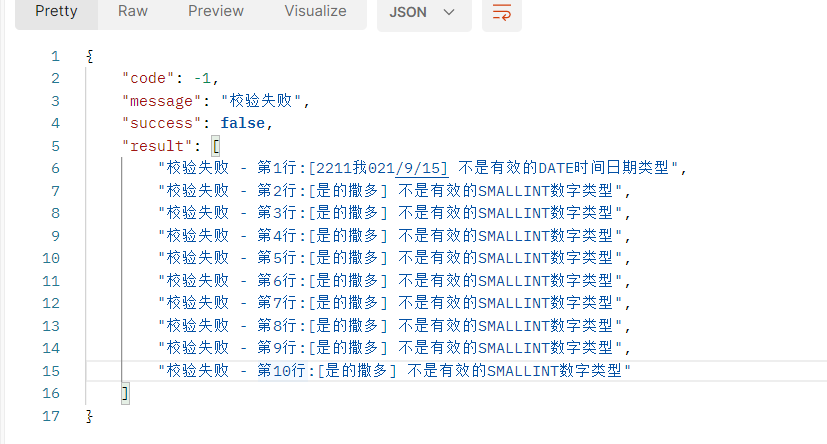 Pretty Raw Preview Visualize JSON
1 {
2 "code": -1,
3 "message": "校验失败",
4 "success": false,
5 "result": [
6 "校验失败 - 第1行:[2211我021/9/15] 不是有效的DATE时间日期类型",
7 "校验失败 - 第2行:[是的撒多] 不是有效的SMALLINT数字类型",
8 "校验失败 - 第3行:[是的撒多] 不是有效的SMALLINT数字类型",
9 "校验失败 - 第4行:[是的撒多] 不是有效的SMALLINT数字类型",
10 "校验失败 - 第5行:[是的撒多] 不是有效的SMALLINT数字类型",
11 "校验失败 - 第6行:[是的撒多] 不是有效的SMALLINT数字类型",
12 "校验失败 - 第7行:[是的撒多] 不是有效的SMALLINT数字类型",
13 "校验失败 - 第8行:[是的撒多] 不是有效的SMALLINT数字类型",
14 "校验失败 - 第9行:[是的撒多] 不是有效的SMALLINT数字类型",
15 "校验失败 - 第10行:[是的撒多] 不是有效的SMALLINT数字类型"
16 ]
17 }